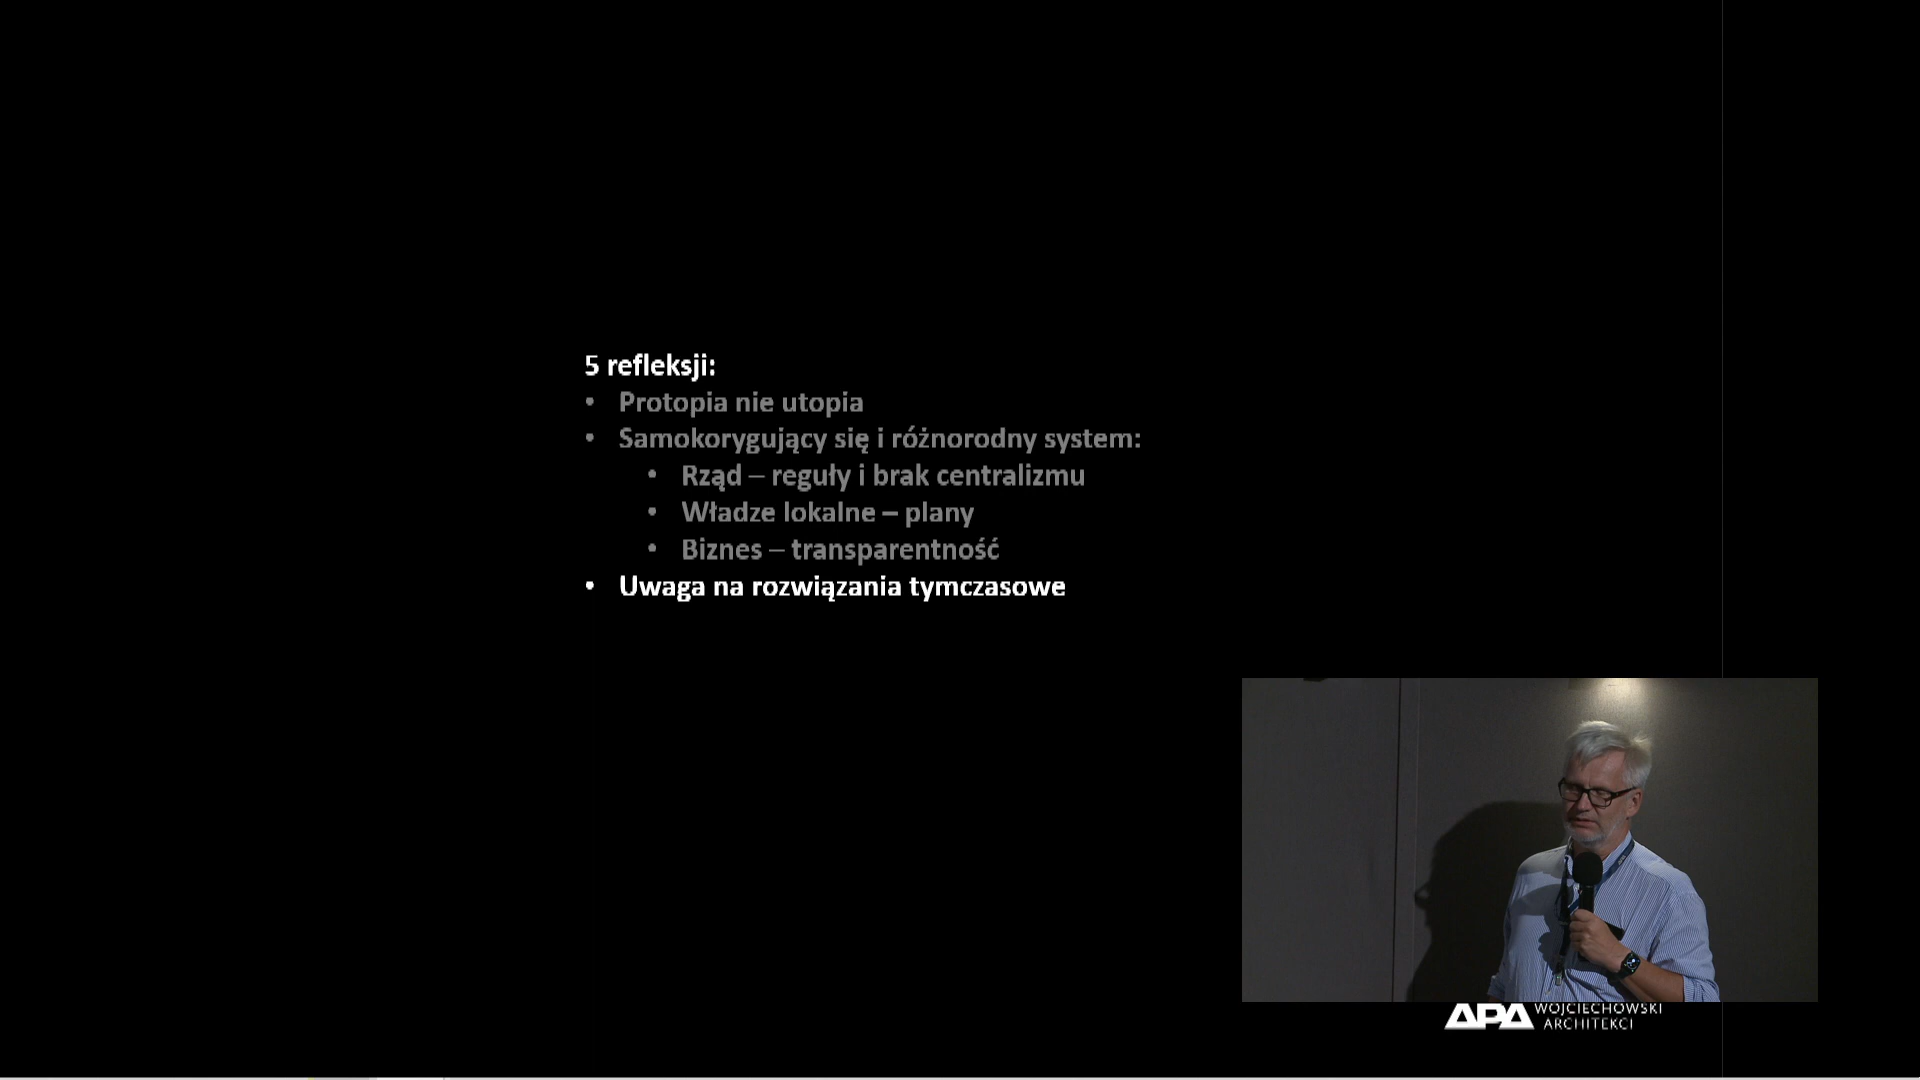 5 refleksji:
• Protopia nie utopia
• Samokorygujący się i różnorodny system:
• Rząd – reguły i brak centralizmu
• Władze lokalne – plany
• Biznes – transparentność
• Uwaga na rozwiązania tymczasowe
APA WOJCIECHOWSKI
ARCHITEKCI